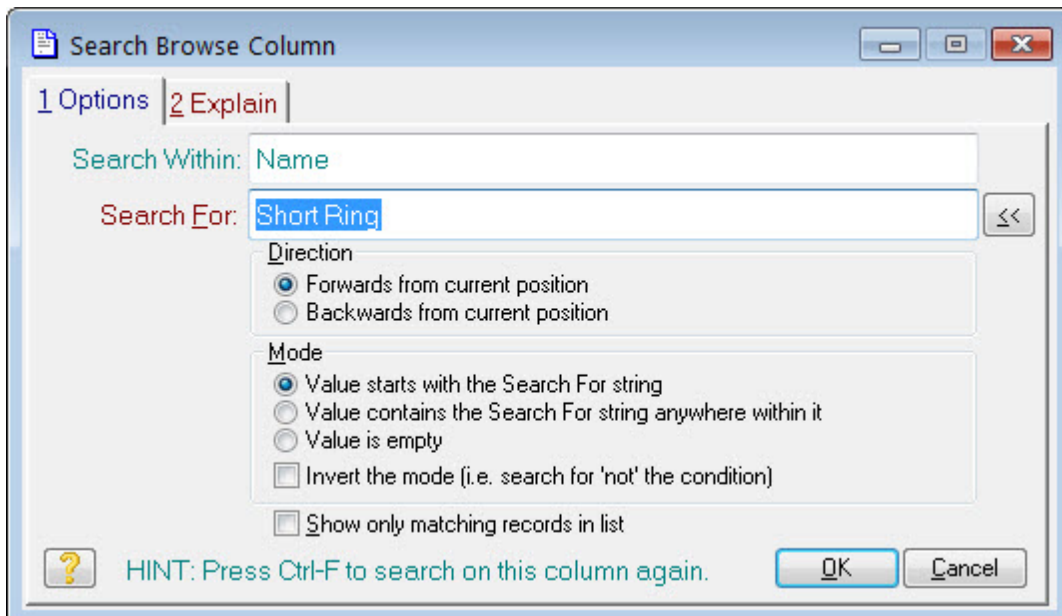 Search Browse Column
1 Options 2 Explain
Search Within: Name
Search For: Short Ring <<
Direction
Forwards from current position
Backwards from current position
Mode
Value starts with the Search For string
Value contains the Search For string anywhere within it
Value is empty
Invert the mode (i.e. search for 'not' the condition)
Show only matching records in list
? HINT: Press Ctrl-F to search on this column again. OK Cancel